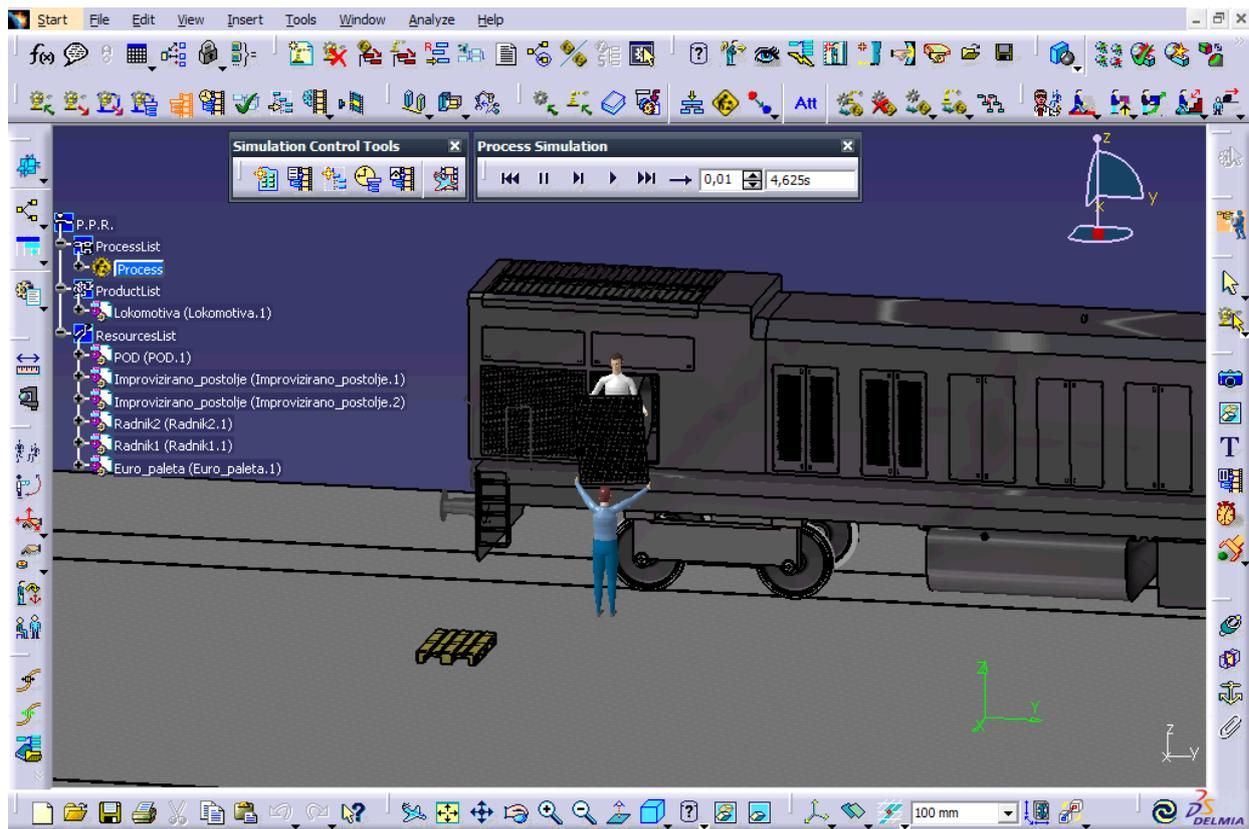 Start File Edit View Insert Tools Window Analyze Help
f(x)
Att
Simulation Control Tools
Process Simulation
0,01 4,625s
z
y
x
P.P.R.
ProcessList
Process
ProductList
Lokomotiva (Lokomotiva.1)
ResourcesList
POD (POD.1)
Improvizirano_postolje (Improvizirano_postolje.1)
Improvizirano_postolje (Improvizirano_postolje.2)
Radnik2 (Radnik2.1)
Radnik1 (Radnik1.1)
Euro_paleta (Euro_paleta.1)
T
Z
Y
X
z
y
x
100 mm
DS DELMIA